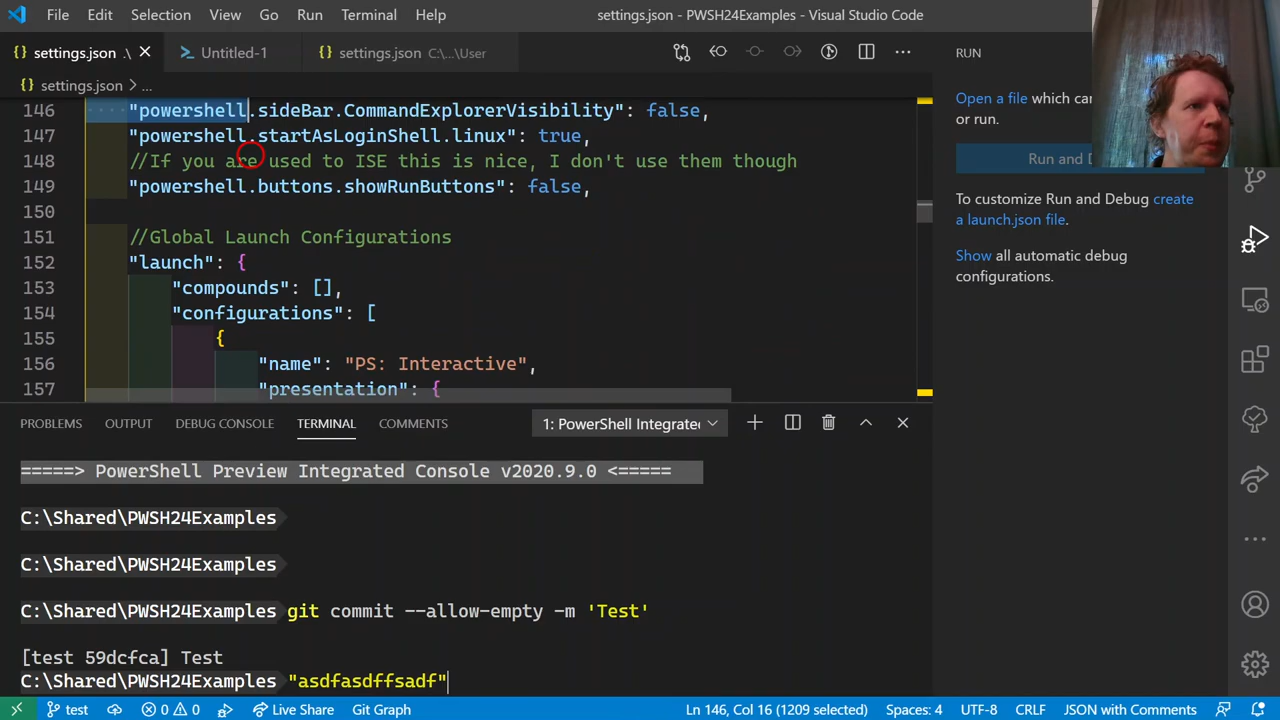 File Edit Selection View Go Run Terminal Help settings.json - PWSH24Examples - Visual Studio Code
{} settings.json .\ Untitled-1 {} settings.json C:\...\User
RUN
{} settings.json > ...
Open a file which can
or run.
Run and D
To customize Run and Debug create
a launch.json file.
Show all automatic debug
configurations.
146 "powershell.sideBar.CommandExplorerVisibility": false,
147 "powershell.startAsLoginShell.linux": true,
148 //If you are used to ISE this is nice, I don't use them though
149 "powershell.buttons.showRunButtons": false,
150
151 //Global Launch Configurations
152 "launch": {
153 "compounds": [],
154 "configurations": [
155 {
156 "name": "PS: Interactive",
157 "presentation": {
PROBLEMS OUTPUT DEBUG CONSOLE TERMINAL COMMENTS 1: PowerShell Integrate
=====> PowerShell Preview Integrated Console v2020.9.0 <=====
C:\Shared\PWSH24Examples
C:\Shared\PWSH24Examples
C:\Shared\PWSH24Examples git commit --allow-empty -m 'Test'
[test 59dcfca] Test
C:\Shared\PWSH24Examples "asdfasdffsadf"
test 0 0 Live Share Git Graph Ln 146, Col 16 (1209 selected) Spaces: 4 UTF-8 CRLF JSON with Comments